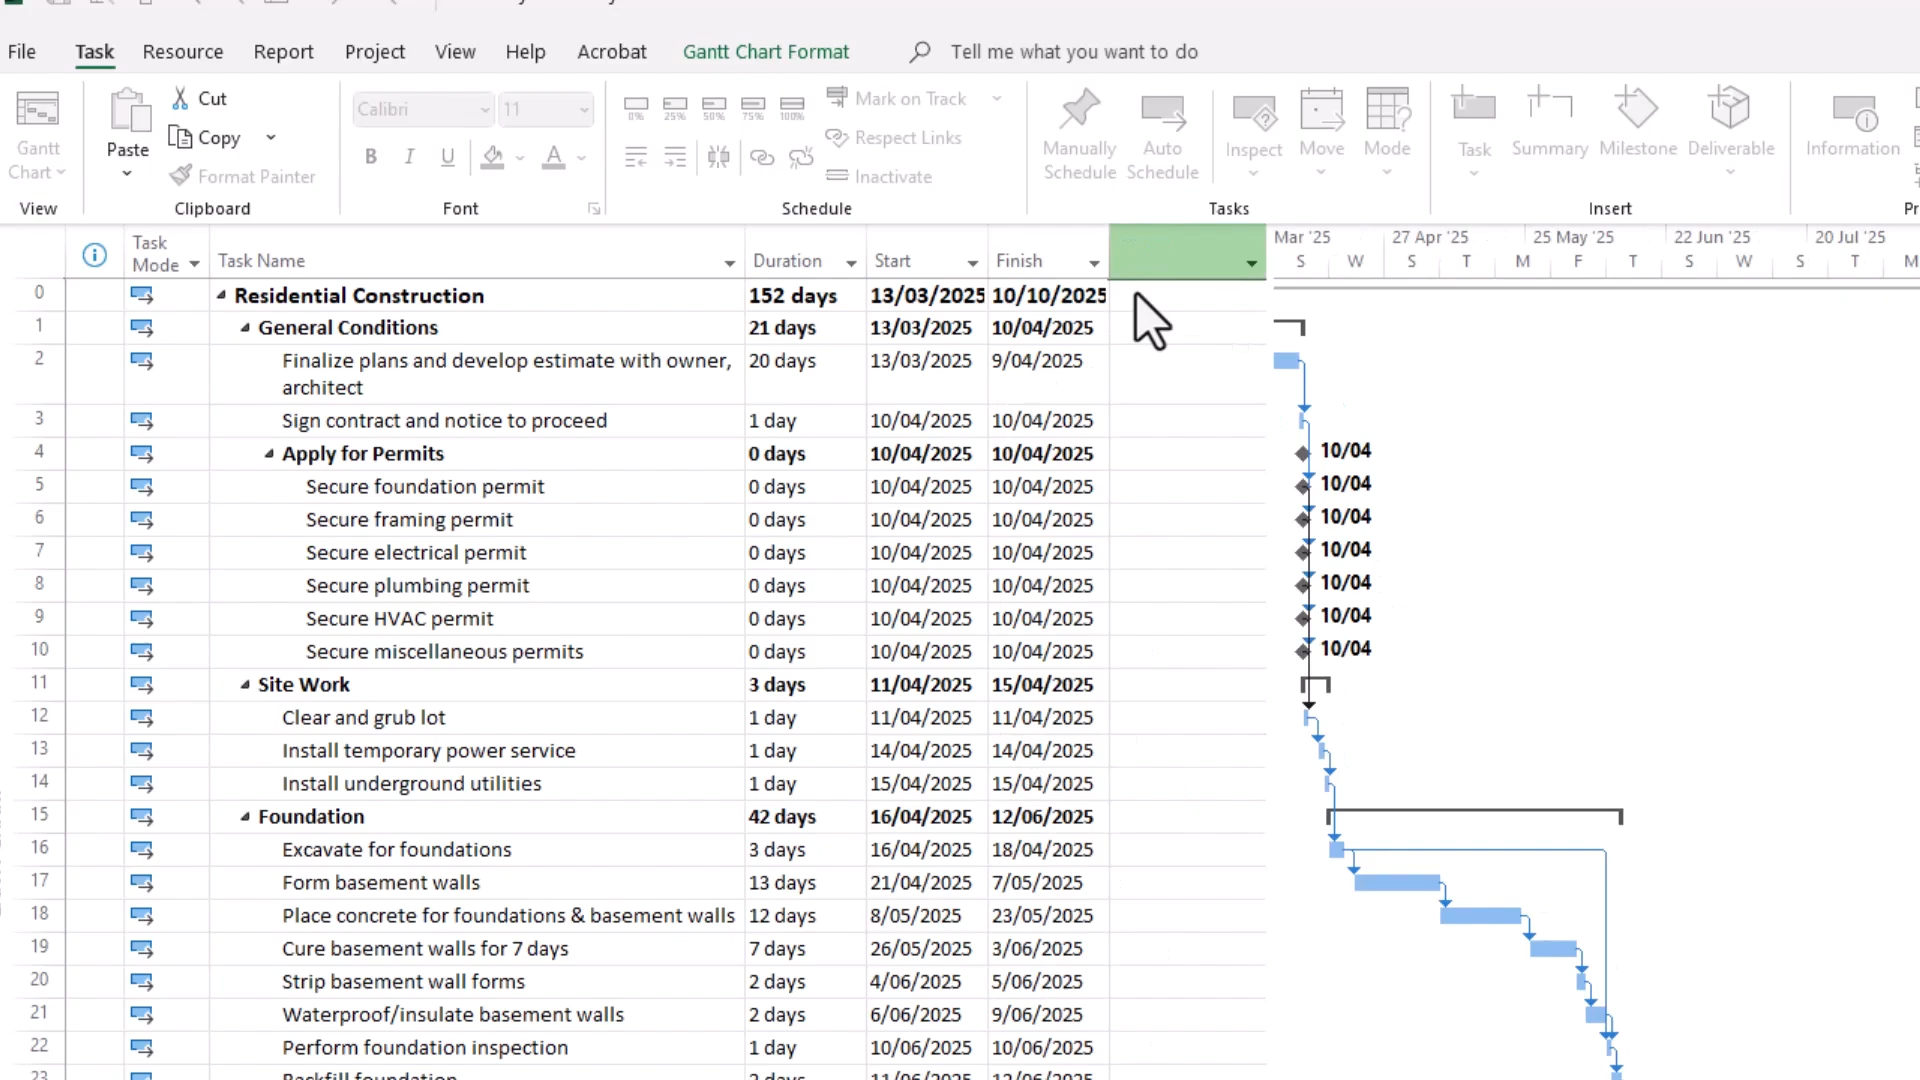 File Task Resource Report Project View Help Acrobat Gantt Chart Format Tell me what you want to do
Gantt Chart
View
Paste
Cut
Copy
Format Painter
Clipboard
Calibri 11
B I U A
Font
0% 25% 50% 75% 100%
Mark on Track
Respect Links
Inactivate
Schedule
Manually Schedule
Auto Schedule
Inspect
Move
Mode
Tasks
Task
Summary
Milestone
Deliverable
Insert
Information
Pr
Task Mode Task Name Duration Start Finish
Mar '25 27 Apr '25 25 May '25 22 Jun '25 20 Jul '25
S W S T M F T S W S T M
0 Residential Construction 152 days 13/03/2025 10/10/2025
1 General Conditions 21 days 13/03/2025 10/04/2025
2 Finalize plans and develop estimate with owner, 20 days 13/03/2025 9/04/2025
architect
3 Sign contract and notice to proceed 1 day 10/04/2025 10/04/2025
4 Apply for Permits 0 days 10/04/2025 10/04/2025 10/04
5 Secure foundation permit 0 days 10/04/2025 10/04/2025 10/04
6 Secure framing permit 0 days 10/04/2025 10/04/2025 10/04
7 Secure electrical permit 0 days 10/04/2025 10/04/2025 10/04
8 Secure plumbing permit 0 days 10/04/2025 10/04/2025 10/04
9 Secure HVAC permit 0 days 10/04/2025 10/04/2025 10/04
10 Secure miscellaneous permits 0 days 10/04/2025 10/04/2025 10/04
11 Site Work 3 days 11/04/2025 15/04/2025
12 Clear and grub lot 1 day 11/04/2025 11/04/2025
13 Install temporary power service 1 day 14/04/2025 14/04/2025
14 Install underground utilities 1 day 15/04/2025 15/04/2025
15 Foundation 42 days 16/04/2025 12/06/2025
16 Excavate for foundations 3 days 16/04/2025 18/04/2025
17 Form basement walls 13 days 21/04/2025 7/05/2025
18 Place concrete for foundations & basement walls 12 days 8/05/2025 23/05/2025
19 Cure basement walls for 7 days 7 days 26/05/2025 3/06/2025
20 Strip basement wall forms 2 days 4/06/2025 5/06/2025
21 Waterproof/insulate basement walls 2 days 6/06/2025 9/06/2025
22 Perform foundation inspection 1 day 10/06/2025 10/06/2025
23 Backfill foundation 2 days 11/06/2025 12/06/2025